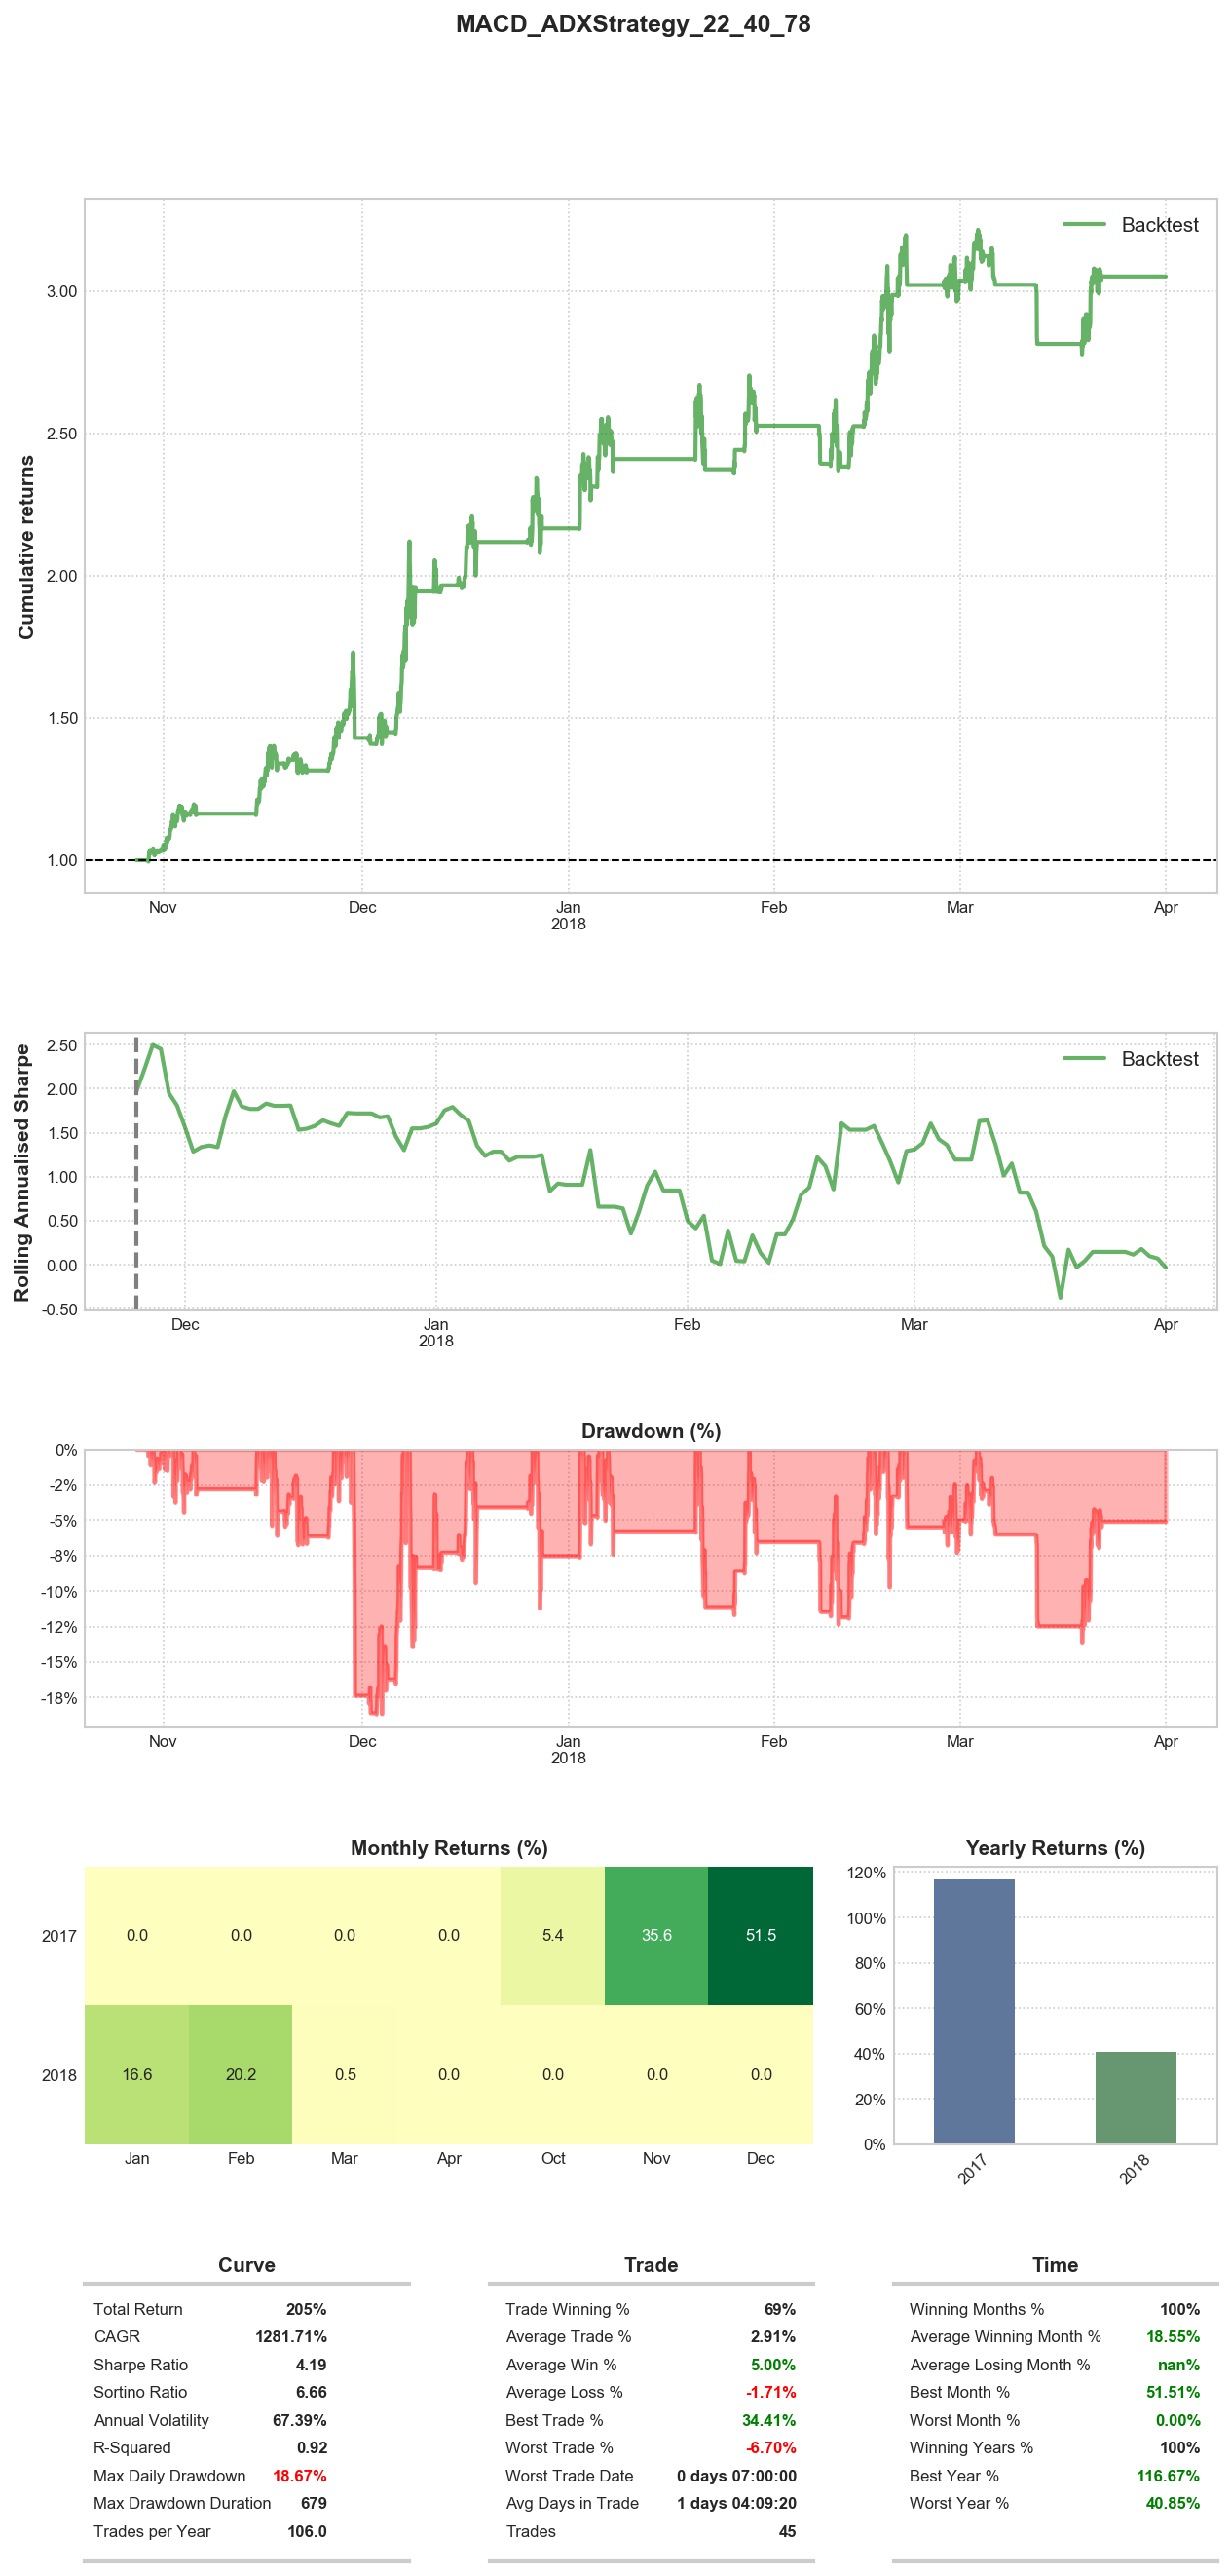 MACD_ADXStrategy_22_40_78
Backtest
Cumulative returns
3.00
2.50
2.00
1.50
1.00
Nov Dec Jan Feb Mar Apr
2018
Backtest
Rolling Annualised Sharpe
2.50
2.00
1.50
1.00
0.50
0.00
-0.50
Dec Jan Feb Mar Apr
2018
Drawdown (%)
0%
-2%
-5%
-8%
-10%
-12%
-15%
-18%
Nov Dec Jan Feb Mar Apr
2018
Monthly Returns (%)
2017 0.0 0.0 0.0 0.0 5.4 35.6 51.5
2018 16.6 20.2 0.5 0.0 0.0 0.0 0.0
Jan Feb Mar Apr Oct Nov Dec
Yearly Returns (%)
120%
100%
80%
60%
40%
20%
0%
2017 2018
Curve
Total Return 205%
CAGR 1281.71%
Sharpe Ratio 4.19
Sortino Ratio 6.66
Annual Volatility 67.39%
R-Squared 0.92
Max Daily Drawdown 18.67%
Max Drawdown Duration 679
Trades per Year 106.0
Trade
Trade Winning % 69%
Average Trade % 2.91%
Average Win % 5.00%
Average Loss % -1.71%
Best Trade % 34.41%
Worst Trade % -6.70%
Worst Trade Date 0 days 07:00:00
Avg Days in Trade 1 days 04:09:20
Trades 45
Time
Winning Months % 100%
Average Winning Month % 18.55%
Average Losing Month % nan%
Best Month % 51.51%
Worst Month % 0.00%
Winning Years % 100%
Best Year % 116.67%
Worst Year % 40.85%